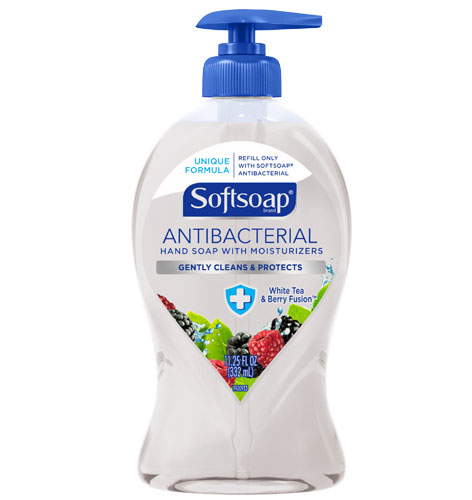 UNIQUE
FORMULA
REFILL ONLY
WITH SOFTSOAP®
ANTIBACTERIAL
Softsoap®
brand
ANTIBACTERIAL
HAND SOAP WITH MOISTURIZERS
GENTLY CLEANS & PROTECTS
White Tea
& Berry Fusion™
11.25 FL OZ
(332 mL)